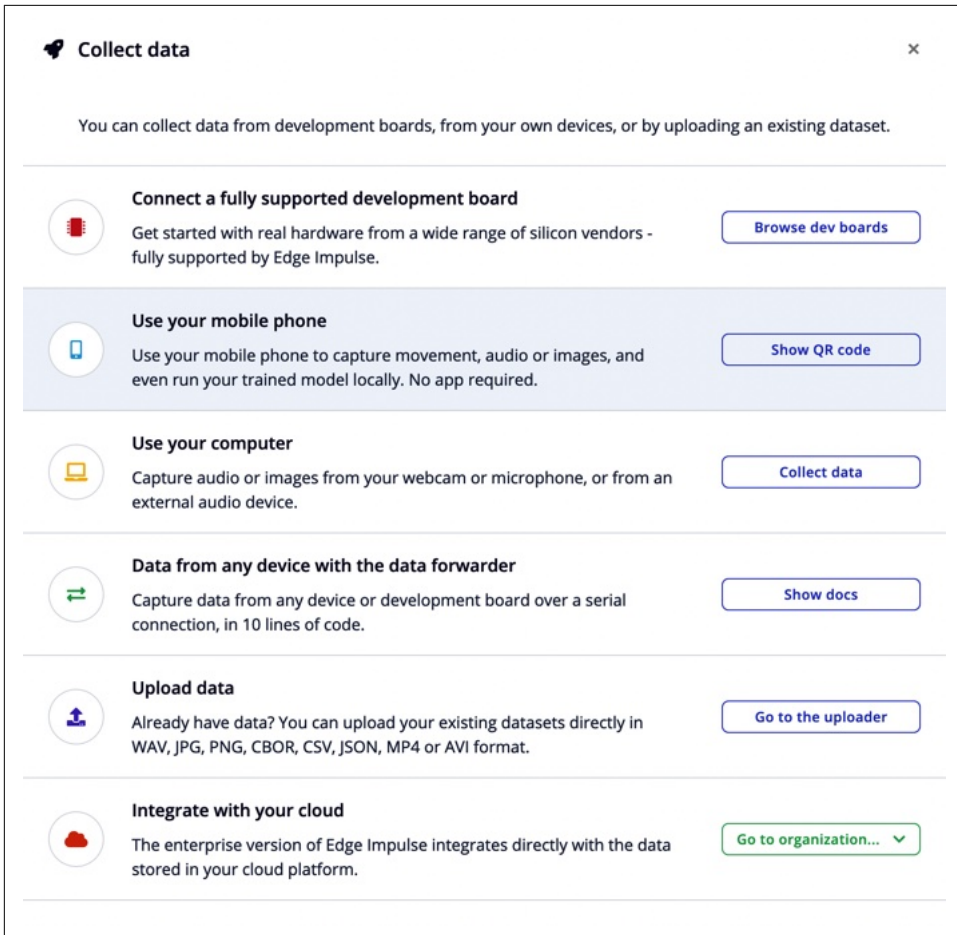 Collect data
×
You can collect data from development boards, from your own devices, or by uploading an existing dataset.
Connect a fully supported development board
Get started with real hardware from a wide range of silicon vendors -
fully supported by Edge Impulse.
Browse dev boards
Use your mobile phone
Use your mobile phone to capture movement, audio or images, and
even run your trained model locally. No app required.
Show QR code
Use your computer
Capture audio or images from your webcam or microphone, or from an
external audio device.
Collect data
Data from any device with the data forwarder
Capture data from any device or development board over a serial
connection, in 10 lines of code.
Show docs
Upload data
Already have data? You can upload your existing datasets directly in
WAV, JPG, PNG, CBOR, CSV, JSON, MP4 or AVI format.
Go to the uploader
Integrate with your cloud
The enterprise version of Edge Impulse integrates directly with the data
stored in your cloud platform.
Go to organization...